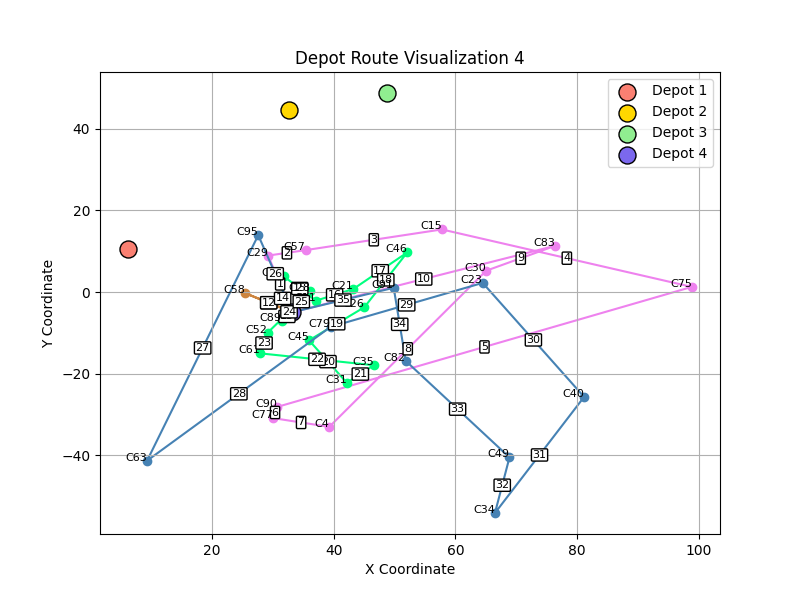 Depot Route Visualization 4
Depot 1
Depot 2
Depot 3
Depot 4
Y Coordinate
40
20
0
−20
−40
20
40
60
80
100
X Coordinate
C95
C29
2
C57
3
C15
C46
C83
9
4
26
17
C30
C23
10
18
C75
1
C21
C58
12
14
25
35
29
24
C89
C79
19
34
30
C52
23
C45
C61
22
C35
C82
8
5
27
21
C31
28
C40
C90
6
C77
7
C4
33
C63
C49
31
32
C34